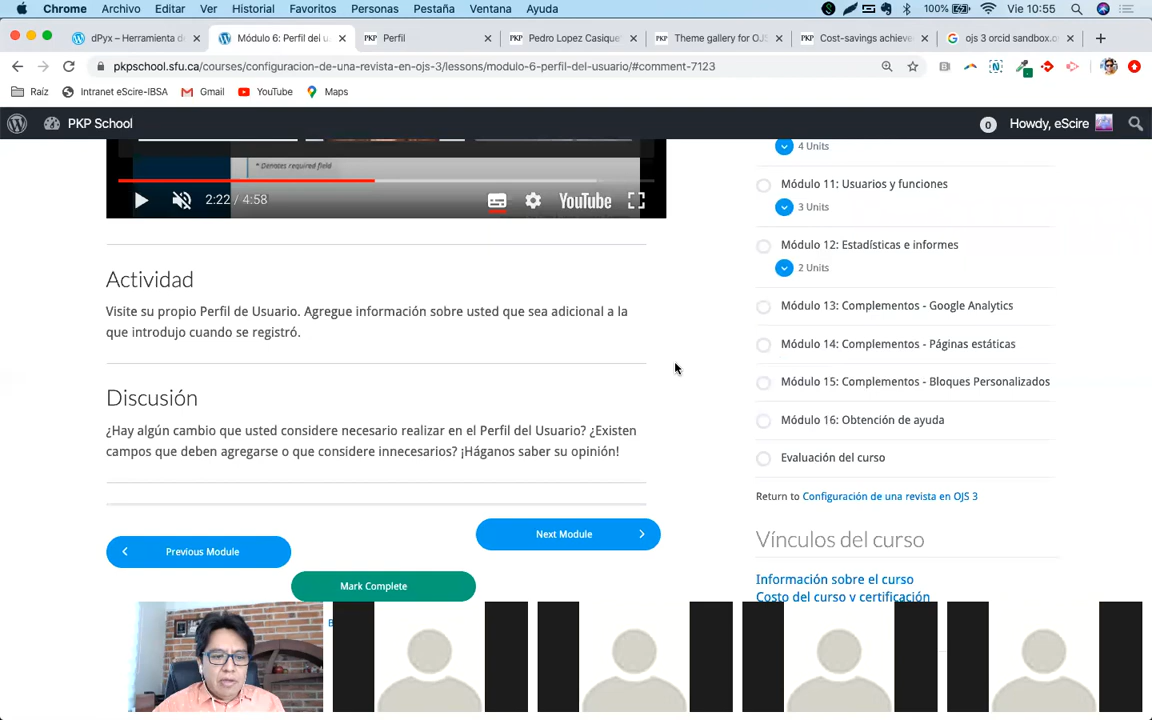 Chrome Archivo Editar Ver Historial Favoritos Personas Pestaña Ventana Ayuda 100% Vie 10:55
dPyx – Herramienta d Módulo 6: Perfil del u Perfil Pedro Lopez Casique Theme gallery for OJS Cost-savings achieve ojs 3 orcid sandbox.o
pkpschool.sfu.ca/courses/configuracion-de-una-revista-en-ojs-3/lessons/modulo-6-perfil-del-usuario/#comment-7123
Raíz Intranet eScire-IBSA Gmail YouTube Maps
PKP School 0 Howdy, eScire
* Denotes required field
2:22 / 4:58 YouTube
Actividad
Visite su propio Perfil de Usuario. Agregue información sobre usted que sea adicional a la
que introdujo cuando se registró.
Discusión
¿Hay algún cambio que usted considere necesario realizar en el Perfil del Usuario? ¿Existen
campos que deben agregarse o que considere innecesarios? ¡Háganos saber su opinión!
Next Module
Previous Module
Mark Complete
B
4 Units
Módulo 11: Usuarios y funciones
3 Units
Módulo 12: Estadísticas e informes
2 Units
Módulo 13: Complementos - Google Analytics
Módulo 14: Complementos - Páginas estáticas
Módulo 15: Complementos - Bloques Personalizados
Módulo 16: Obtención de ayuda
Evaluación del curso
Return to Configuración de una revista en OJS 3
Vínculos del curso
Información sobre el curso
Costo del curso y certificación